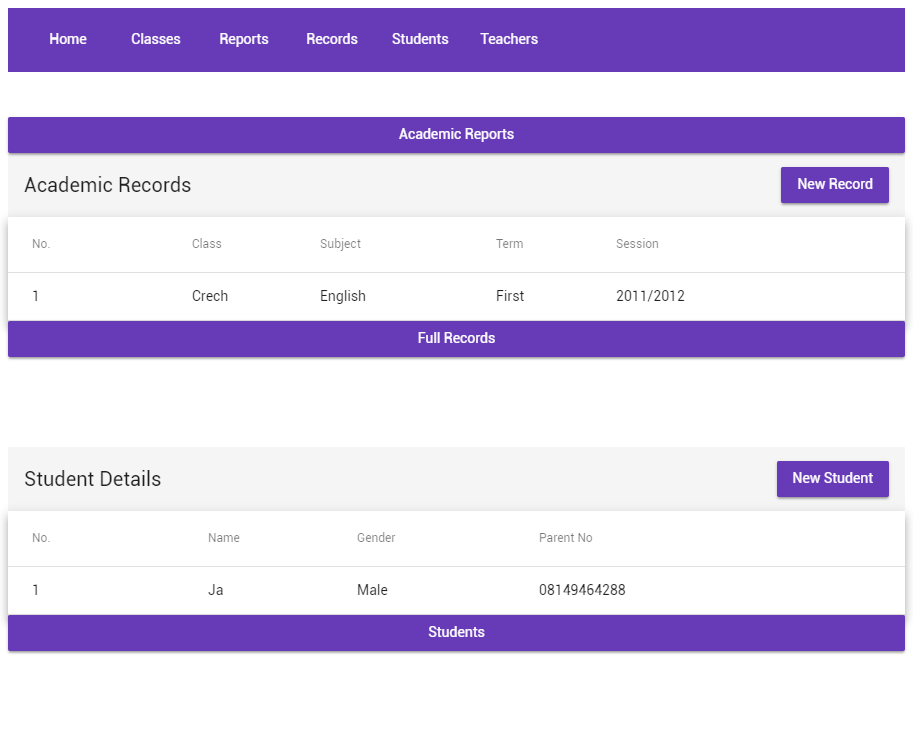 Home Classes Reports Records Students Teachers
Academic Reports
Academic Records New Record
No. Class Subject Term Session
1 Crech English First 2011/2012
Full Records
Student Details New Student
No. Name Gender Parent No
1 Ja Male 08149464288
Students